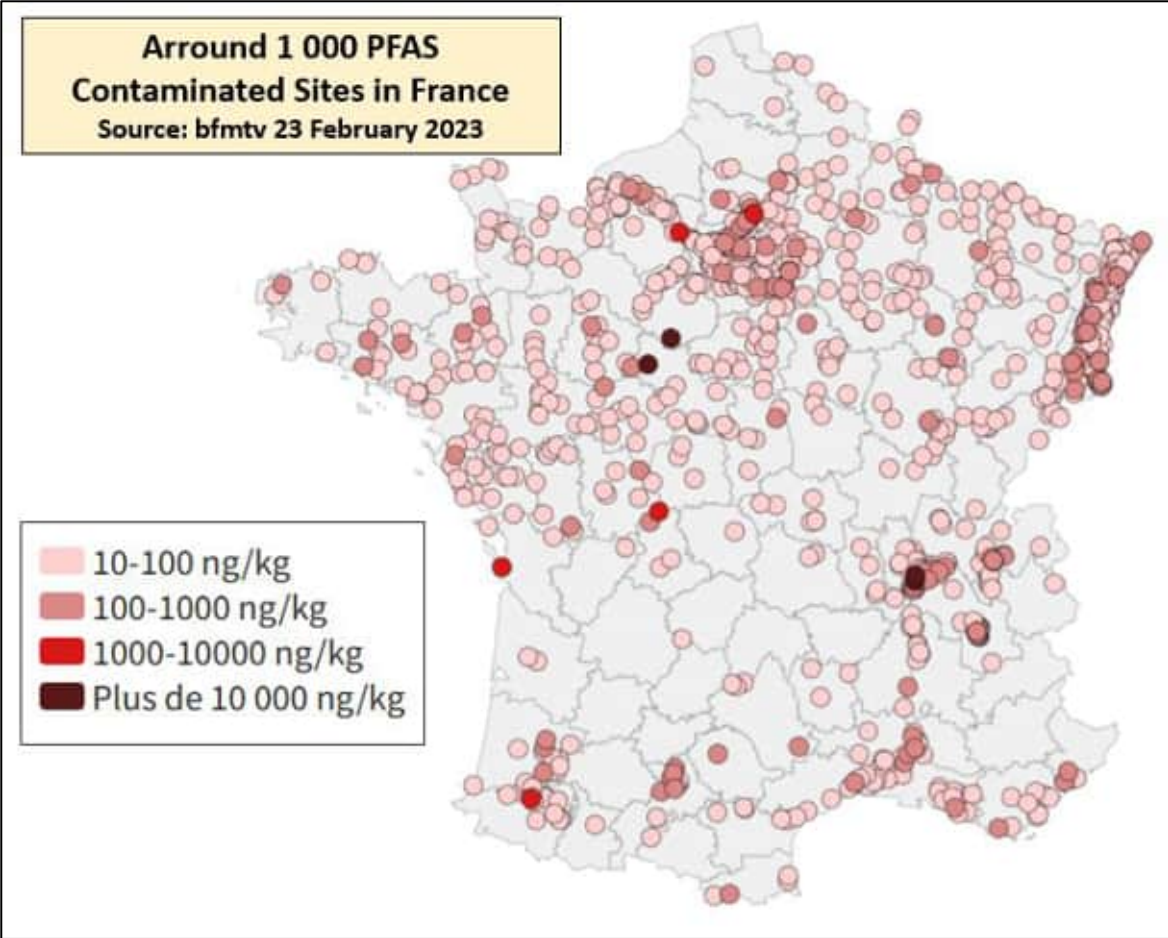 Arround 1 000 PFAS
Contaminated Sites in France
Source: bfmtv 23 February 2023
10-100 ng/kg
100-1000 ng/kg
1000-10000 ng/kg
Plus de 10 000 ng/kg